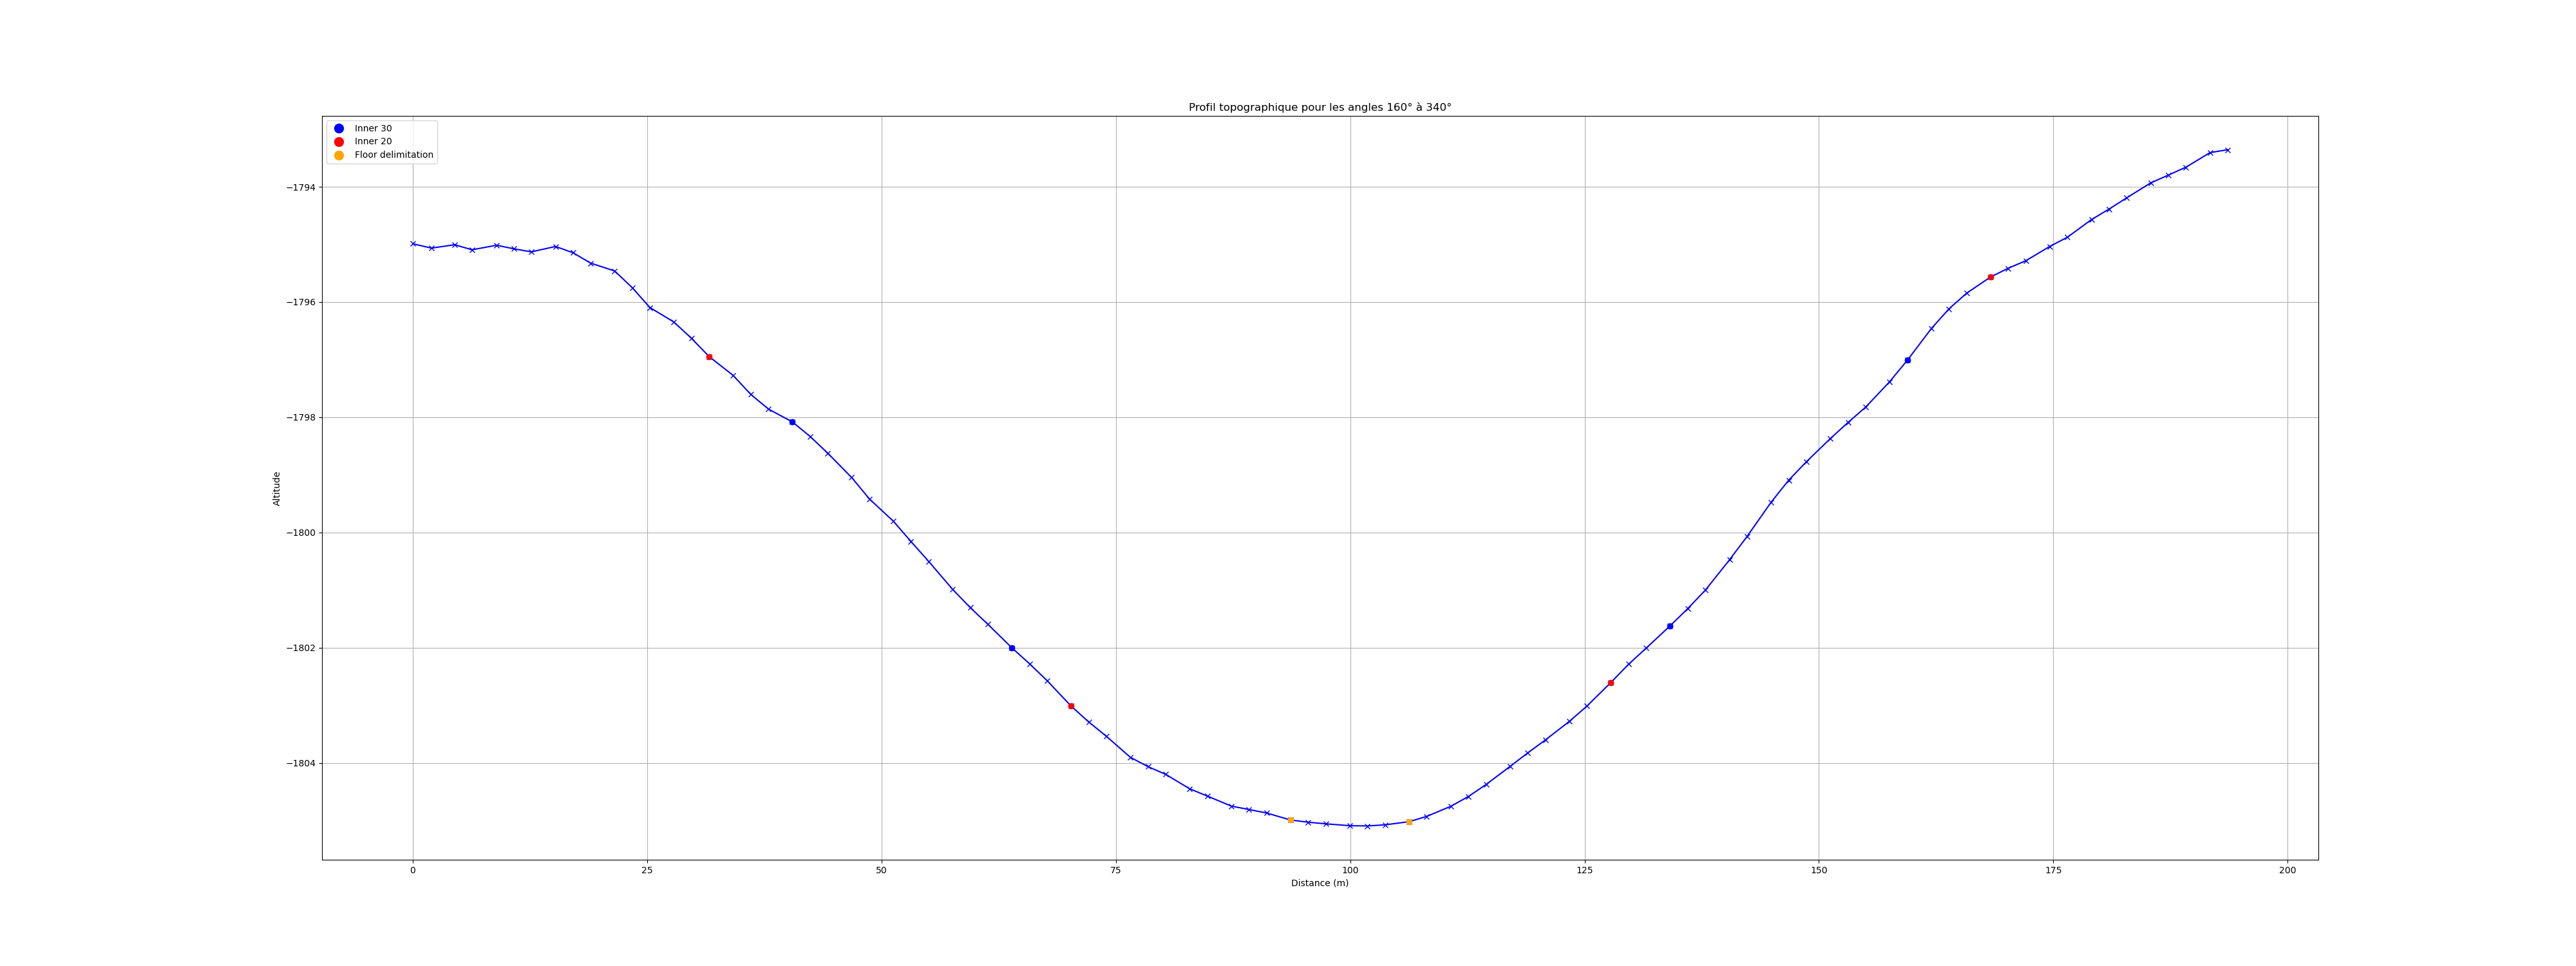 Profil topographique pour les angles 160° à 340°
Inner 30
Inner 20
Floor delimitation
−1794
−1796
−1798
−1800
−1802
−1804
Altitude
0 25 50 75 100 125 150 175 200
Distance (m)